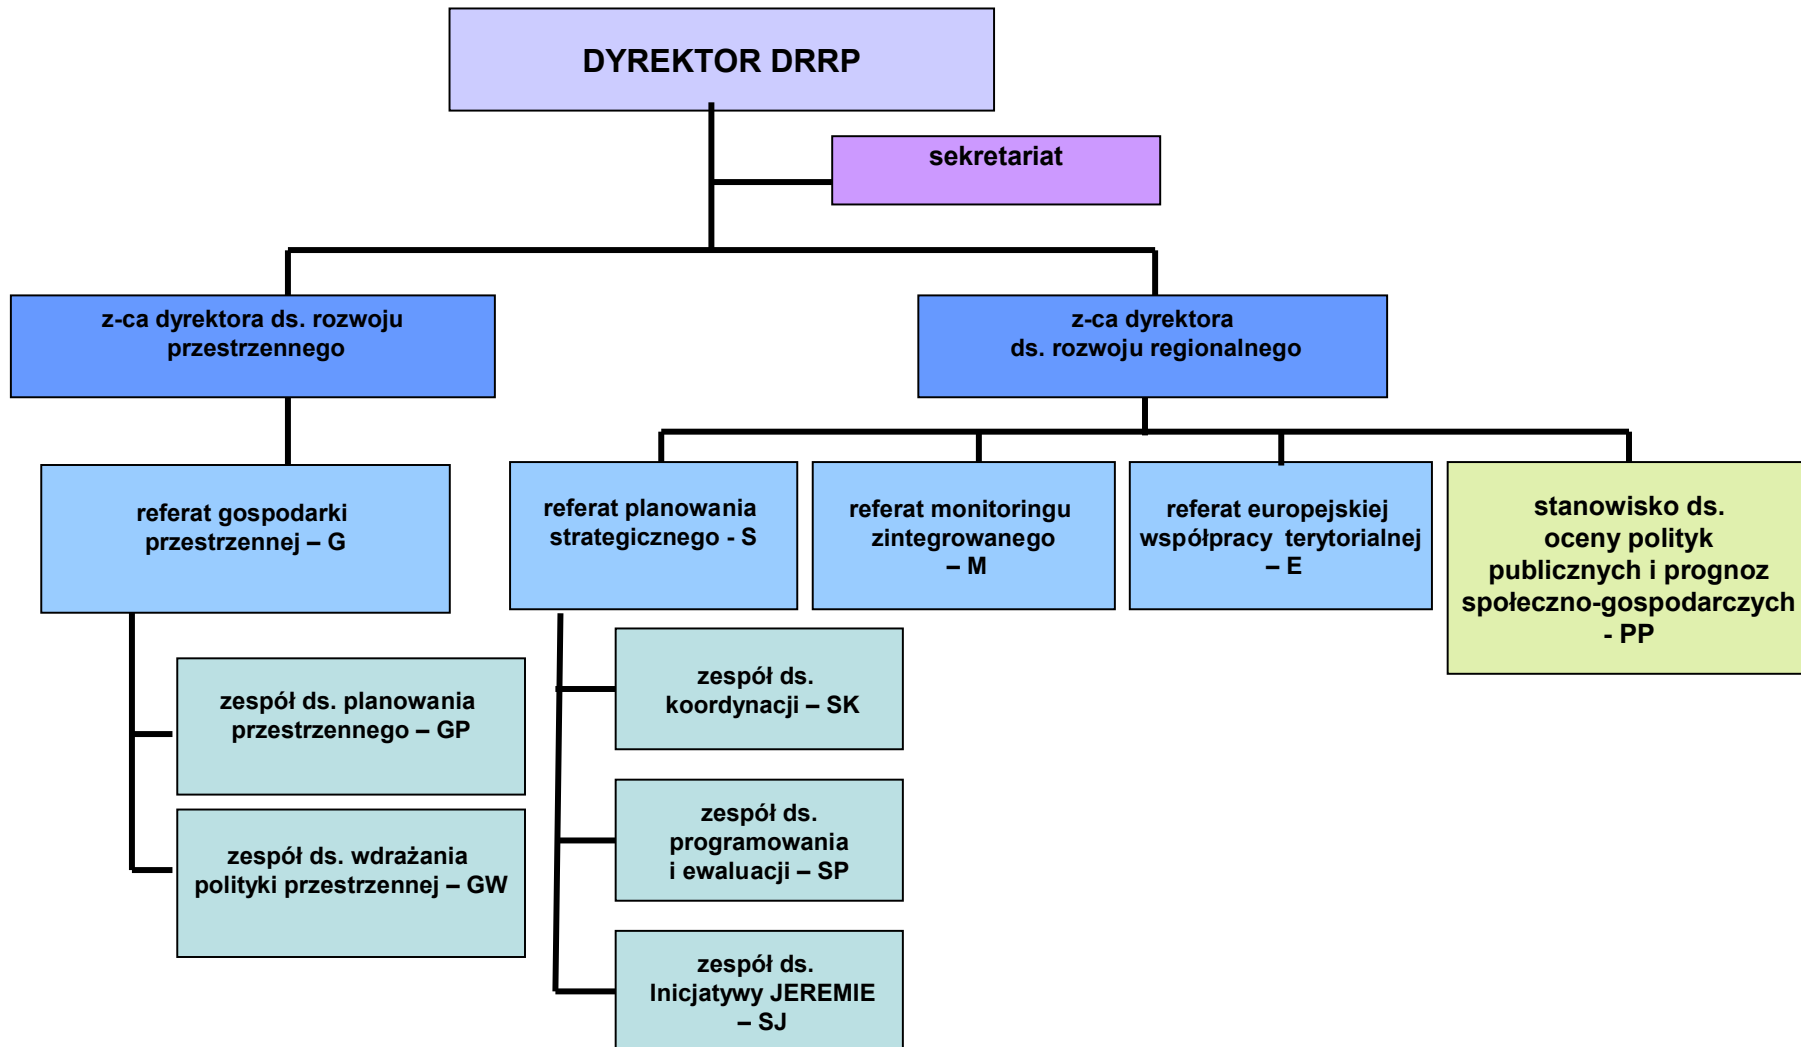 DYREKTOR DRRP
sekretariat
z-ca dyrektora ds. rozwoju
przestrzennego
z-ca dyrektora
ds. rozwoju regionalnego
referat gospodarki
przestrzennej – G
referat planowania
strategicznego - S
referat monitoringu
zintegrowanego
– M
referat europejskiej
współpracy terytorialnej
– E
stanowisko ds.
oceny polityk
publicznych i prognoz
społeczno-gospodarczych
- PP
zespół ds. planowania
przestrzennego – GP
zespół ds. wdrażania
polityki przestrzennej – GW
zespół ds.
koordynacji – SK
zespół ds.
programowania
i ewaluacji – SP
zespół ds.
Inicjatywy JEREMIE
– SJ